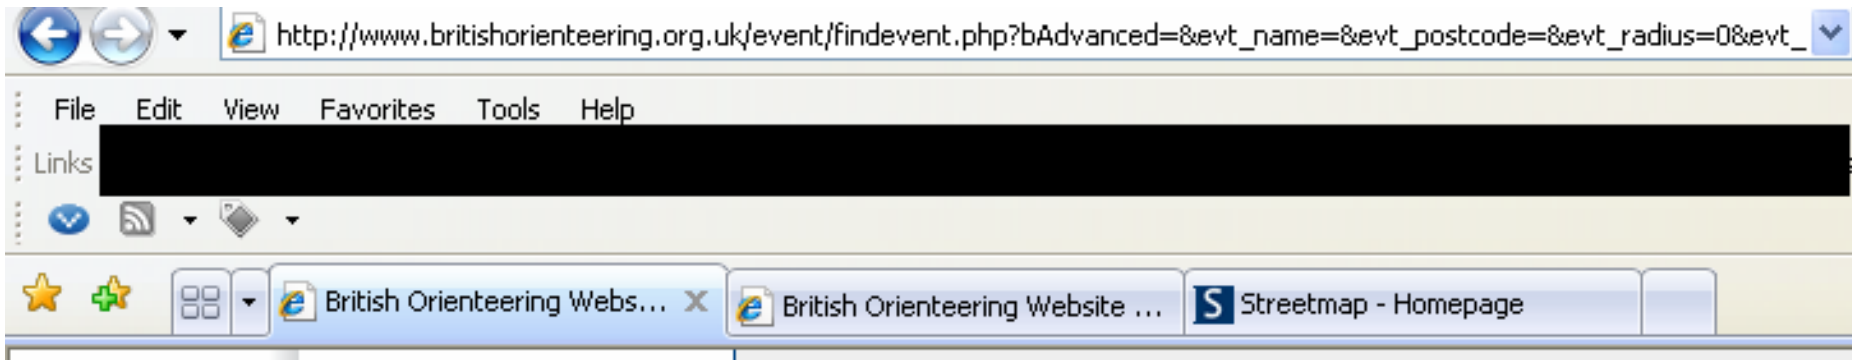 http://www.britishorienteering.org.uk/event/findevent.php?bAdvanced=&evt_name=&evt_postcode=&evt_radius=0&evt_
File Edit View Favorites Tools Help
Links
British Orienteering Webs... British Orienteering Website ... Streetmap - Homepage